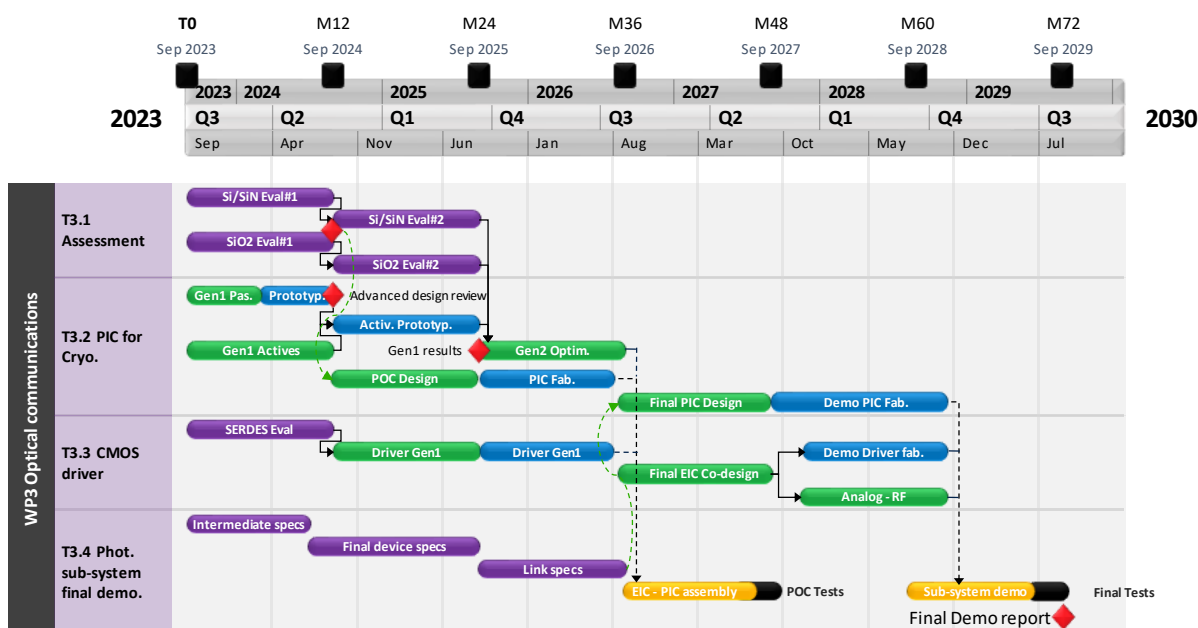 T0 M12 M24 M36 M48 M60 M72
Sep 2023 Sep 2024 Sep 2025 Sep 2026 Sep 2027 Sep 2028 Sep 2029
2023 2024 2025 2026 2027 2028 2029
2023 Q3 Q2 Q1 Q4 Q3 Q2 Q1 Q4 Q3 2030
Sep Apr Nov Jun Jan Aug Mar Oct May Dec Jul
WP3 Optical communications
T3.1
Assessment
Si/SiN Eval#1
Si/SiN Eval#2
SiO2 Eval#1
SiO2 Eval#2
T3.2 PIC for
Cryo.
Gen1 Pas. Prototyp. Advanced design review
Activ. Prototyp.
Gen1 Actives Gen1 results Gen2 Optim.
POC Design PIC Fab.
Final PIC Design Demo PIC Fab.
T3.3 CMOS
driver
SERDES Eval
Driver Gen1 Driver Gen1 Demo Driver fab.
Final EIC Co-design
Analog - RF
T3.4 Phot.
sub-system
final demo.
Intermediate specs
Final device specs
Link specs
EIC - PIC assembly POC Tests Sub-system demo Final Tests
Final Demo report